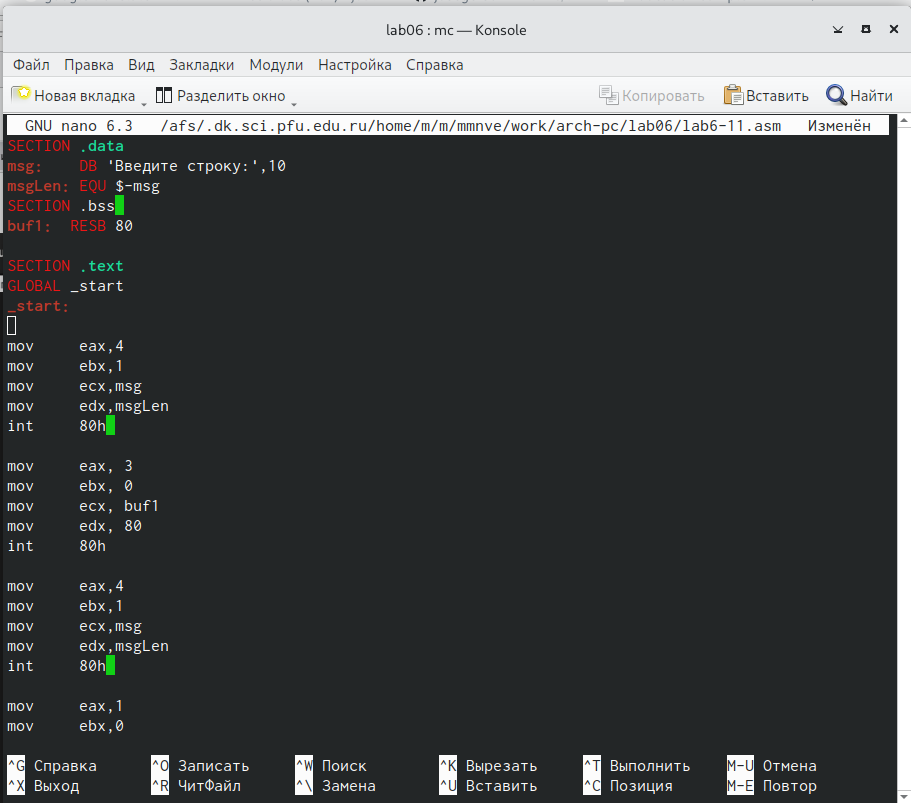 lab06 : mc — Konsole
Файл Правка Вид Закладки Модули Настройка Справка
Новая вкладка Разделить окно Копировать Вставить Найти
GNU nano 6.3 /afs/.dk.sci.pfu.edu.ru/home/m/m/mmnve/work/arch-pc/lab06/lab6-11.asm Изменён
SECTION .data
msg: DB 'Введите строку:',10
msgLen: EQU $-msg
SECTION .bss
buf1: RESB 80
SECTION .text
GLOBAL _start
_start:
mov eax,4
mov ebx,1
mov ecx,msg
mov edx,msgLen
int 80h
mov eax, 3
mov ebx, 0
mov ecx, buf1
mov edx, 80
int 80h
mov eax,4
mov ebx,1
mov ecx,msg
mov edx,msgLen
int 80h
mov eax,1
mov ebx,0
^G Справка ^O Записать ^W Поиск ^K Вырезать ^T Выполнить M-U Отмена
^X Выход ^R ЧитФайл ^\ Замена ^U Вставить ^C Позиция M-E Повтор